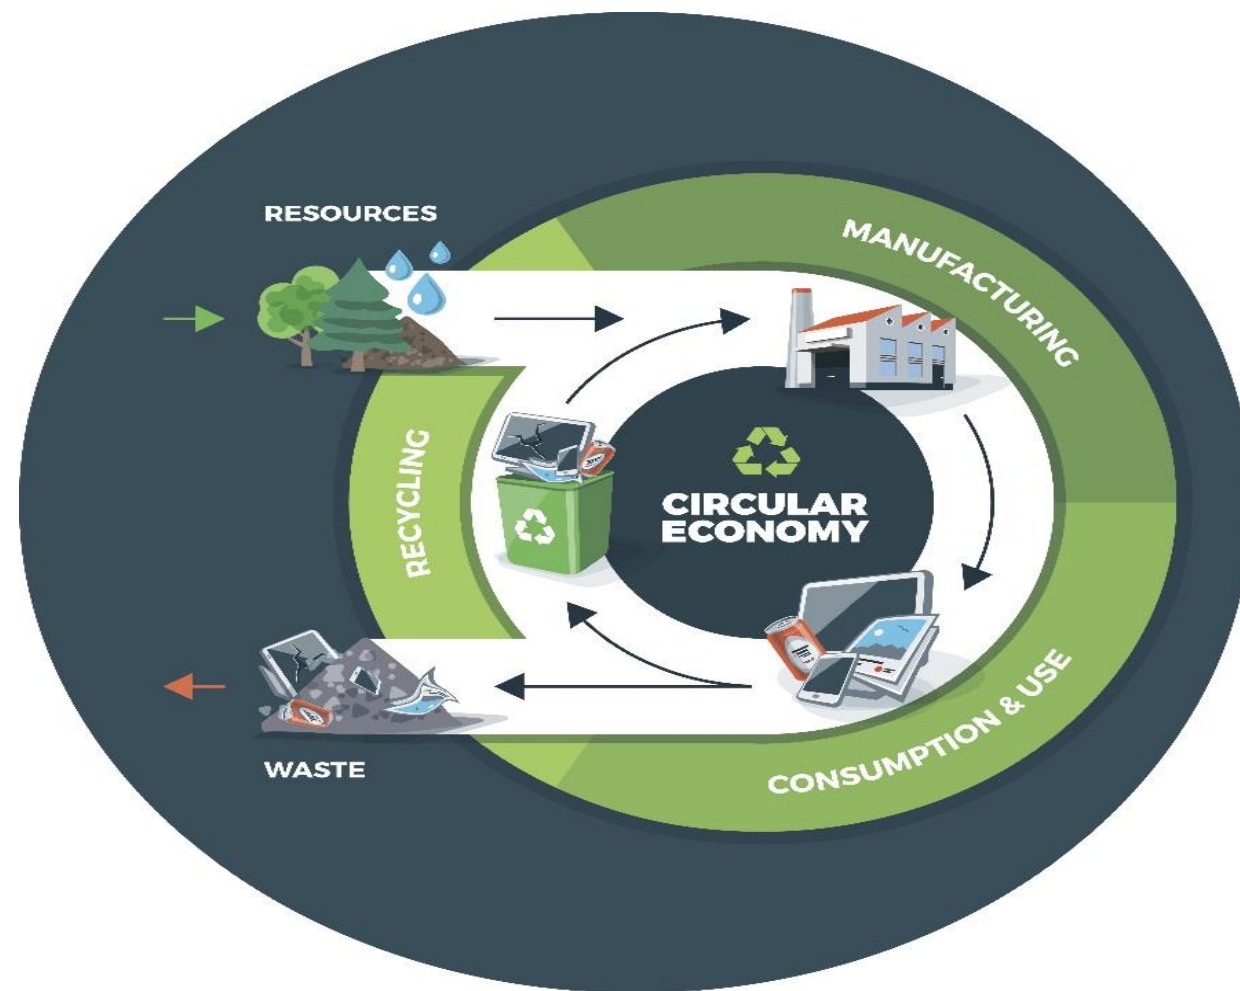 RESOURCES
MANUFACTURING
RECYCLING
CIRCULAR
ECONOMY
CONSUMPTION & USE
WASTE